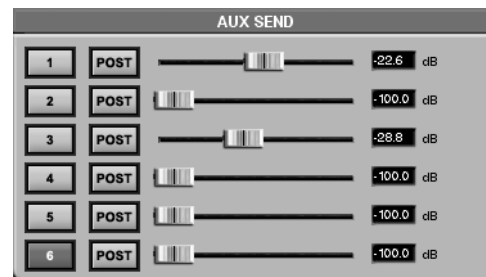 AUX SEND
1 POST -22.6 dB
2 POST -100.0 dB
3 POST -28.8 dB
4 POST -100.0 dB
5 POST -100.0 dB
6 POST -100.0 dB